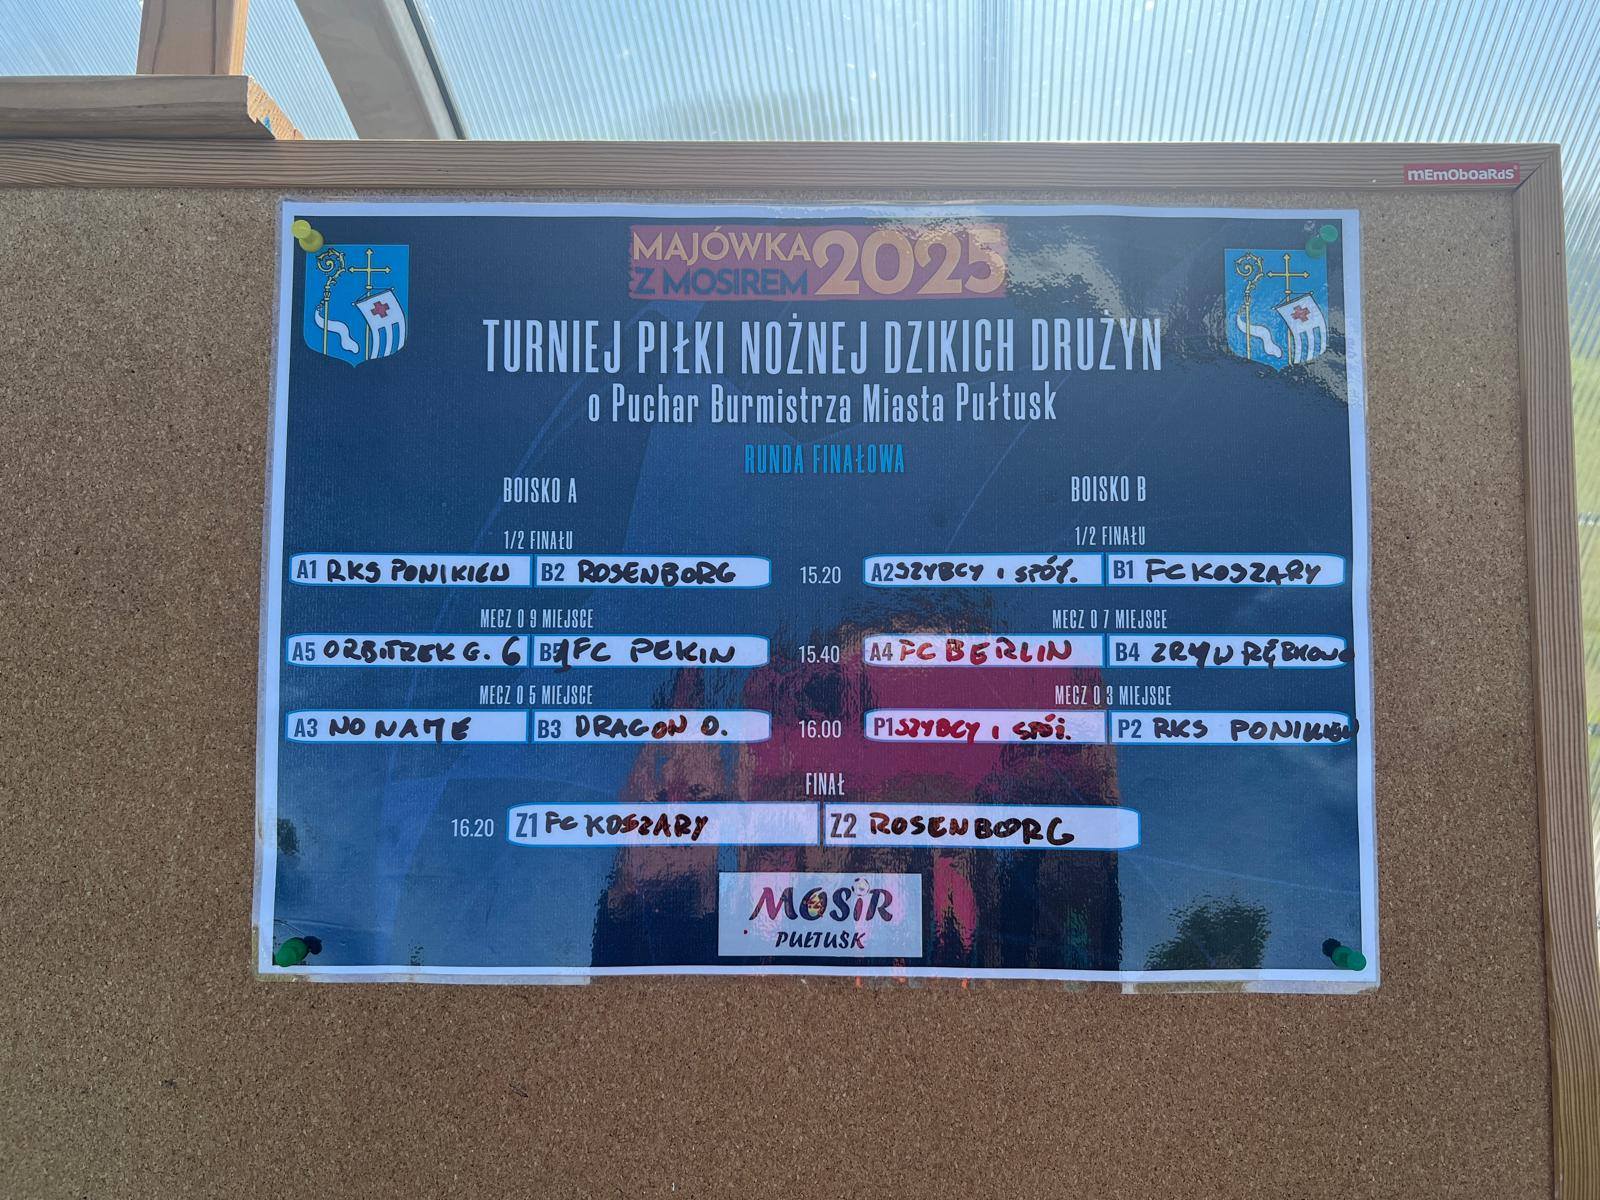 memoboards
MAJÓWKA 2025
Z MOSIREM
TURNIEJ PIŁKI NOŻNEJ DZIKICH DRUŻYN
o Puchar Burmistrza Miasta Pułtusk
RUNDA FINAŁOWA
BOISKO A BOISKO B
1/2 FINAŁU 1/2 FINAŁU
A1 RKS PONIKIEW B2 ROSENBORG 15.20 A2 SZYBCY I SPÓŹ. B1 FC KOSZARY
MECZ O 9 MIEJSCE MECZ O 7 MIEJSCE
A5 ORBITREK G. 6 B5 FC PEKIN 15.40 A4 FC BERLIN B4 ZRYW
MECZ O 5 MIEJSCE MECZ O 3 MIEJSCE
A3 NO NAME B3 DRAGON O. 16.00 P1 SZYBCY I P2 RKS PONIKIEW
FINAŁ
16.20 Z1 FC KOSZARY Z2 ROSENBORG
MOSiR
PUŁTUSK